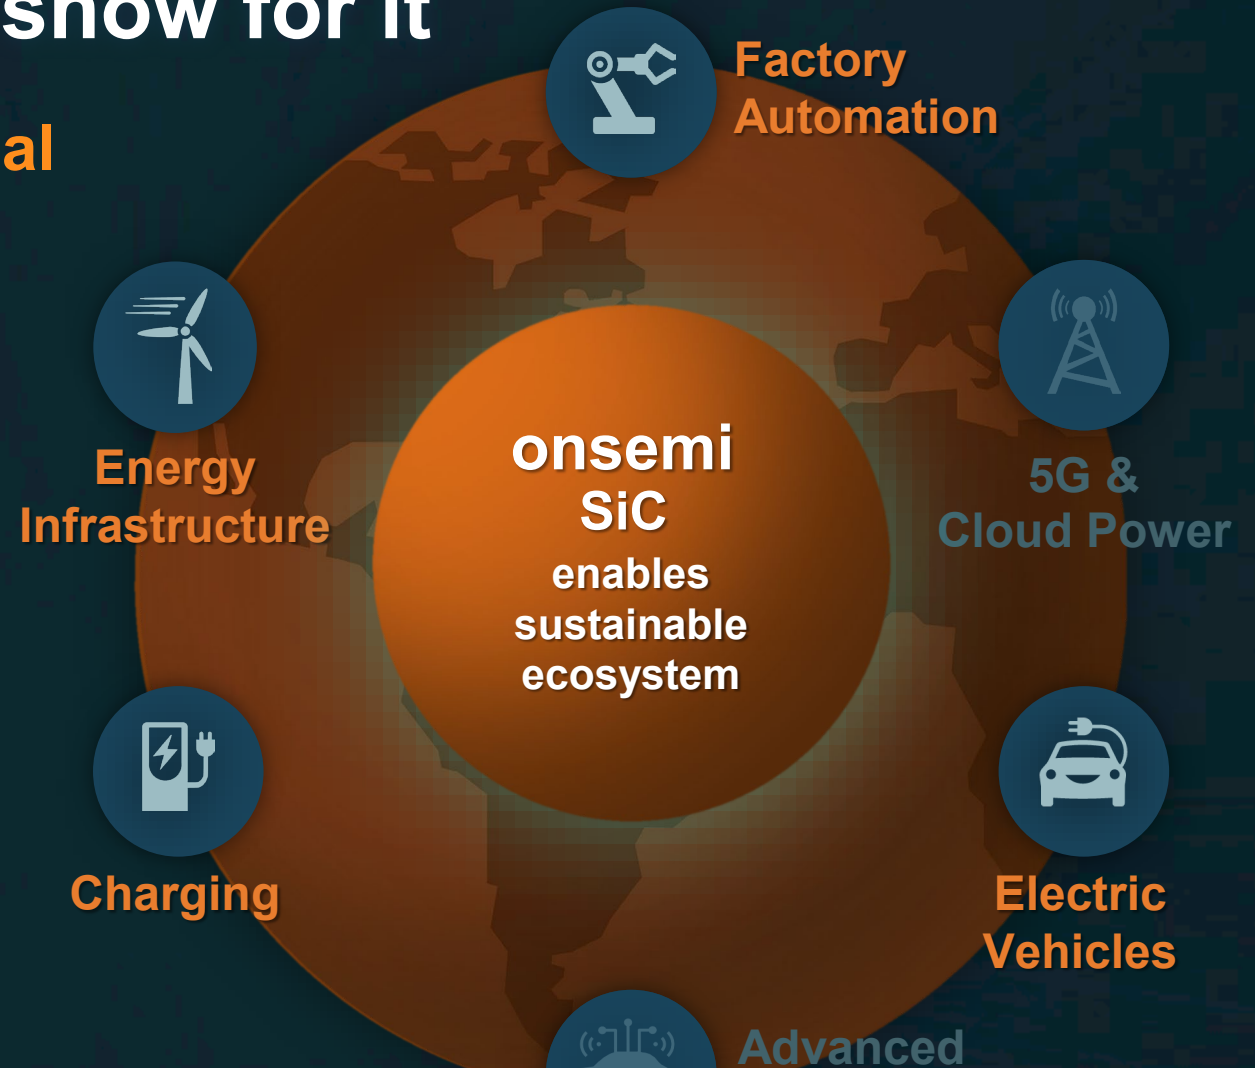 show for it
al
Factory
Automation
Energy
Infrastructure
5G &
Cloud Power
onsemi
SiC
enables
sustainable
ecosystem
Charging
Electric
Vehicles
Advanced